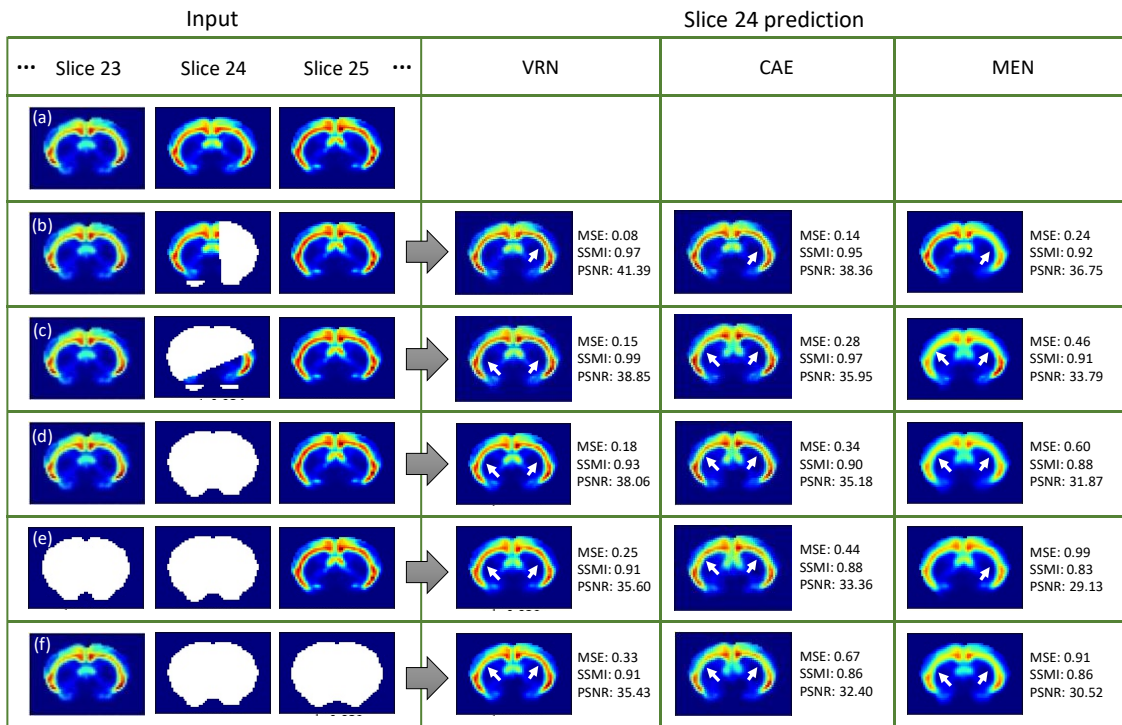 Input
Slice 24 prediction
... Slice 23 Slice 24 Slice 25 ...
VRN
CAE
MEN
(a)
(b)
MSE: 0.08
SSMI: 0.97
PSNR: 41.39
MSE: 0.14
SSMI: 0.95
PSNR: 38.36
MSE: 0.24
SSMI: 0.92
PSNR: 36.75
(c)
MSE: 0.15
SSMI: 0.99
PSNR: 38.85
MSE: 0.28
SSMI: 0.97
PSNR: 35.95
MSE: 0.46
SSMI: 0.91
PSNR: 33.79
(d)
MSE: 0.18
SSMI: 0.93
PSNR: 38.06
MSE: 0.34
SSMI: 0.90
PSNR: 35.18
MSE: 0.60
SSMI: 0.88
PSNR: 31.87
(e)
MSE: 0.25
SSMI: 0.91
PSNR: 35.60
MSE: 0.44
SSMI: 0.88
PSNR: 33.36
MSE: 0.99
SSMI: 0.83
PSNR: 29.13
(f)
MSE: 0.33
SSMI: 0.91
PSNR: 35.43
MSE: 0.67
SSMI: 0.86
PSNR: 32.40
MSE: 0.91
SSMI: 0.86
PSNR: 30.52